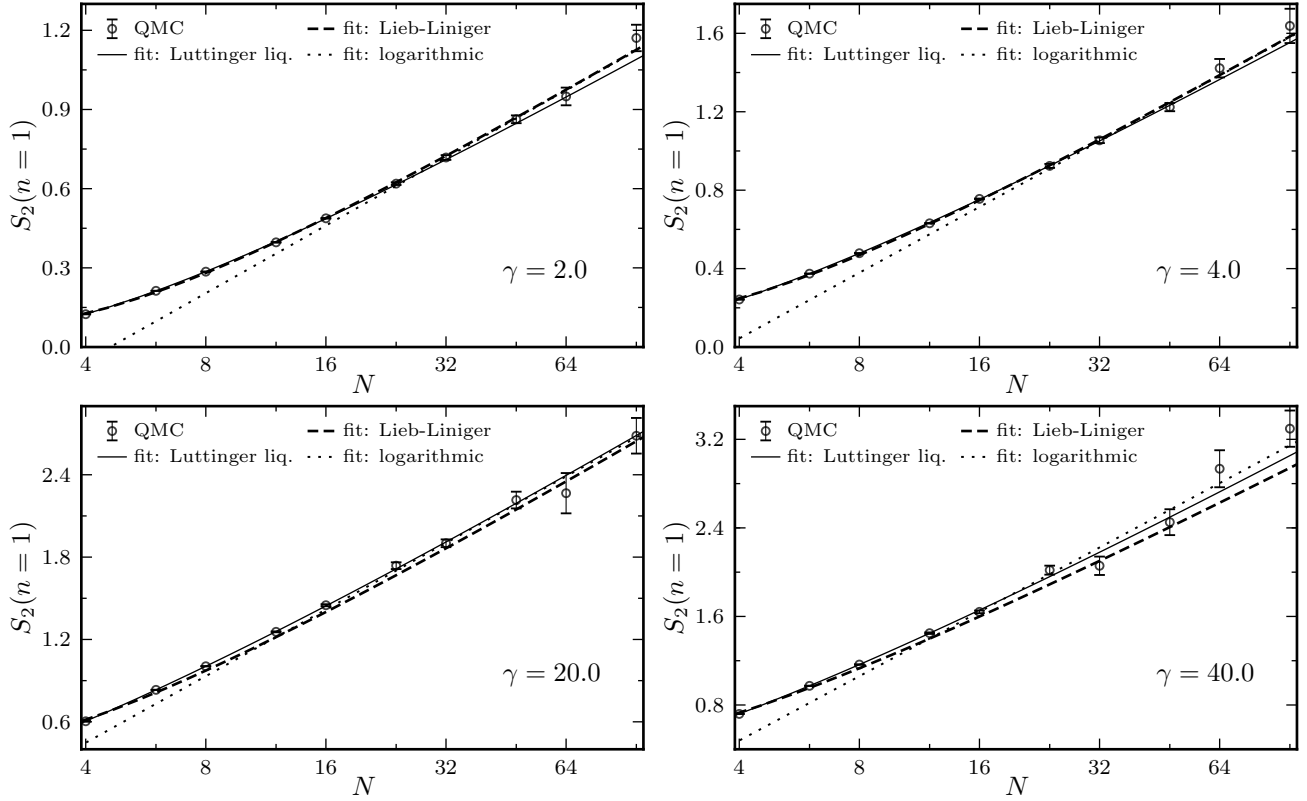 S₂(n = 1)
1.2
0.9
0.6
0.3
0.0
QMC
fit: Luttinger liq.
fit: Lieb-Liniger
fit: logarithmic
γ = 2.0
4 8 16 32 64
N
S₂(n = 1)
1.6
1.2
0.8
0.4
0.0
QMC
fit: Luttinger liq.
fit: Lieb-Liniger
fit: logarithmic
γ = 4.0
4 8 16 32 64
N
S₂(n = 1)
2.4
1.8
1.2
0.6
QMC
fit: Luttinger liq.
fit: Lieb-Liniger
fit: logarithmic
γ = 20.0
4 8 16 32 64
N
S₂(n = 1)
3.2
2.4
1.6
0.8
QMC
fit: Luttinger liq.
fit: Lieb-Liniger
fit: logarithmic
γ = 40.0
4 8 16 32 64
N